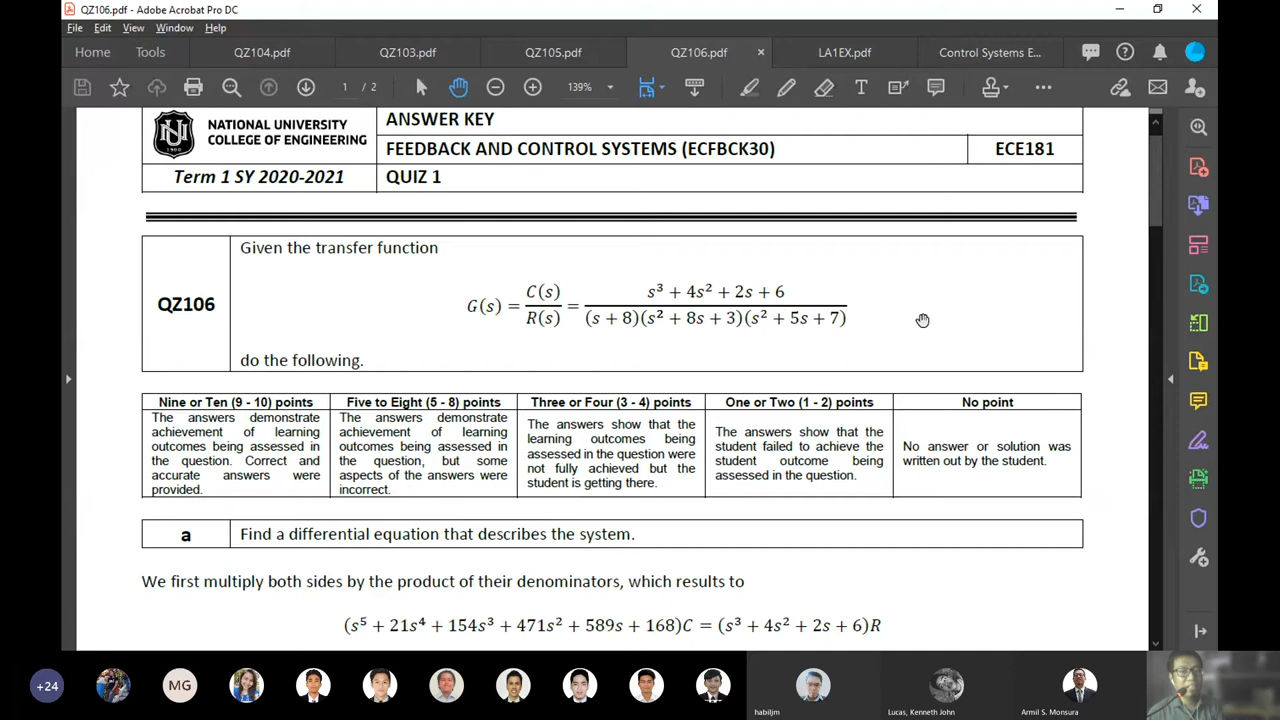 QZ106.pdf - Adobe Acrobat Pro DC
File Edit View Window Help
Home Tools QZ104.pdf QZ103.pdf QZ105.pdf QZ106.pdf × LA1EX.pdf Control Systems E...
1 / 2 139%
NATIONAL UNIVERSITY
COLLEGE OF ENGINEERING
Term 1 SY 2020-2021
ANSWER KEY
FEEDBACK AND CONTROL SYSTEMS (ECFBCK30) ECE181
QUIZ 1
QZ106
Given the transfer function
G(s) = C(s)/R(s) = (s³ + 4s² + 2s + 6)/((s + 8)(s² + 8s + 3)(s² + 5s + 7))
do the following.
Nine or Ten (9 - 10) points
The answers demonstrate
achievement of learning
outcomes being assessed in
the question. Correct and
accurate answers were
provided.
Five to Eight (5 - 8) points
The answers demonstrate
achievement of learning
outcomes being assessed in
the question, but some
aspects of the answers were
incorrect.
Three or Four (3 - 4) points
The answers show that the
learning outcomes being
assessed in the question were
not fully achieved but the
student is getting there.
One or Two (1 - 2) points
The answers show that the
student failed to achieve the
student outcome being
assessed in the question.
No point
No answer or solution was
written out by the student.
a Find a differential equation that describes the system.
We first multiply both sides by the product of their denominators, which results to
(s⁵ + 21s⁴ + 154s³ + 471s² + 589s + 168)C = (s³ + 4s² + 2s + 6)R
+24 MG
habiljm Lucas, Kenneth John Armil S. Monsura